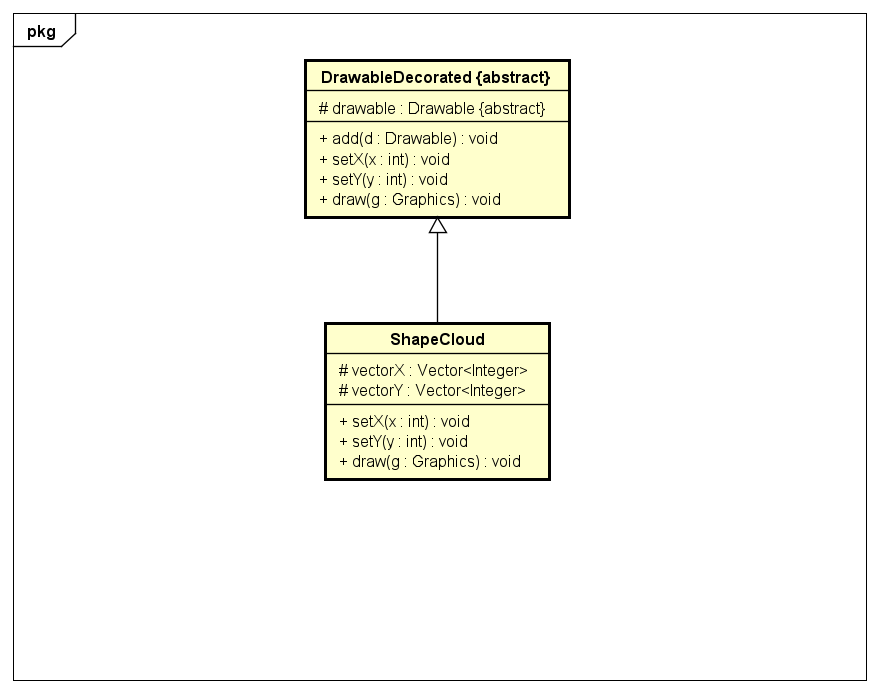 pkg
DrawableDecorated {abstract}
# drawable : Drawable {abstract}
+ add(d : Drawable) : void
+ setX(x : int) : void
+ setY(y : int) : void
+ draw(g : Graphics) : void
ShapeCloud
# vectorX : Vector<Integer>
# vectorY : Vector<Integer>
+ setX(x : int) : void
+ setY(y : int) : void
+ draw(g : Graphics) : void